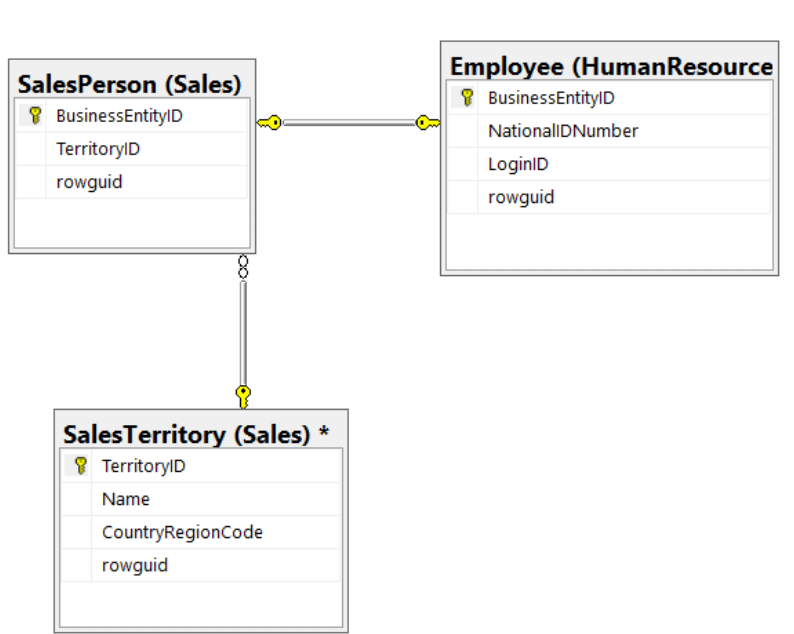 SalesPerson (Sales)
BusinessEntityID
TerritoryID
rowguid
Employee (HumanResource
BusinessEntityID
NationalIDNumber
LoginID
rowguid
SalesTerritory (Sales) *
TerritoryID
Name
CountryRegionCode
rowguid